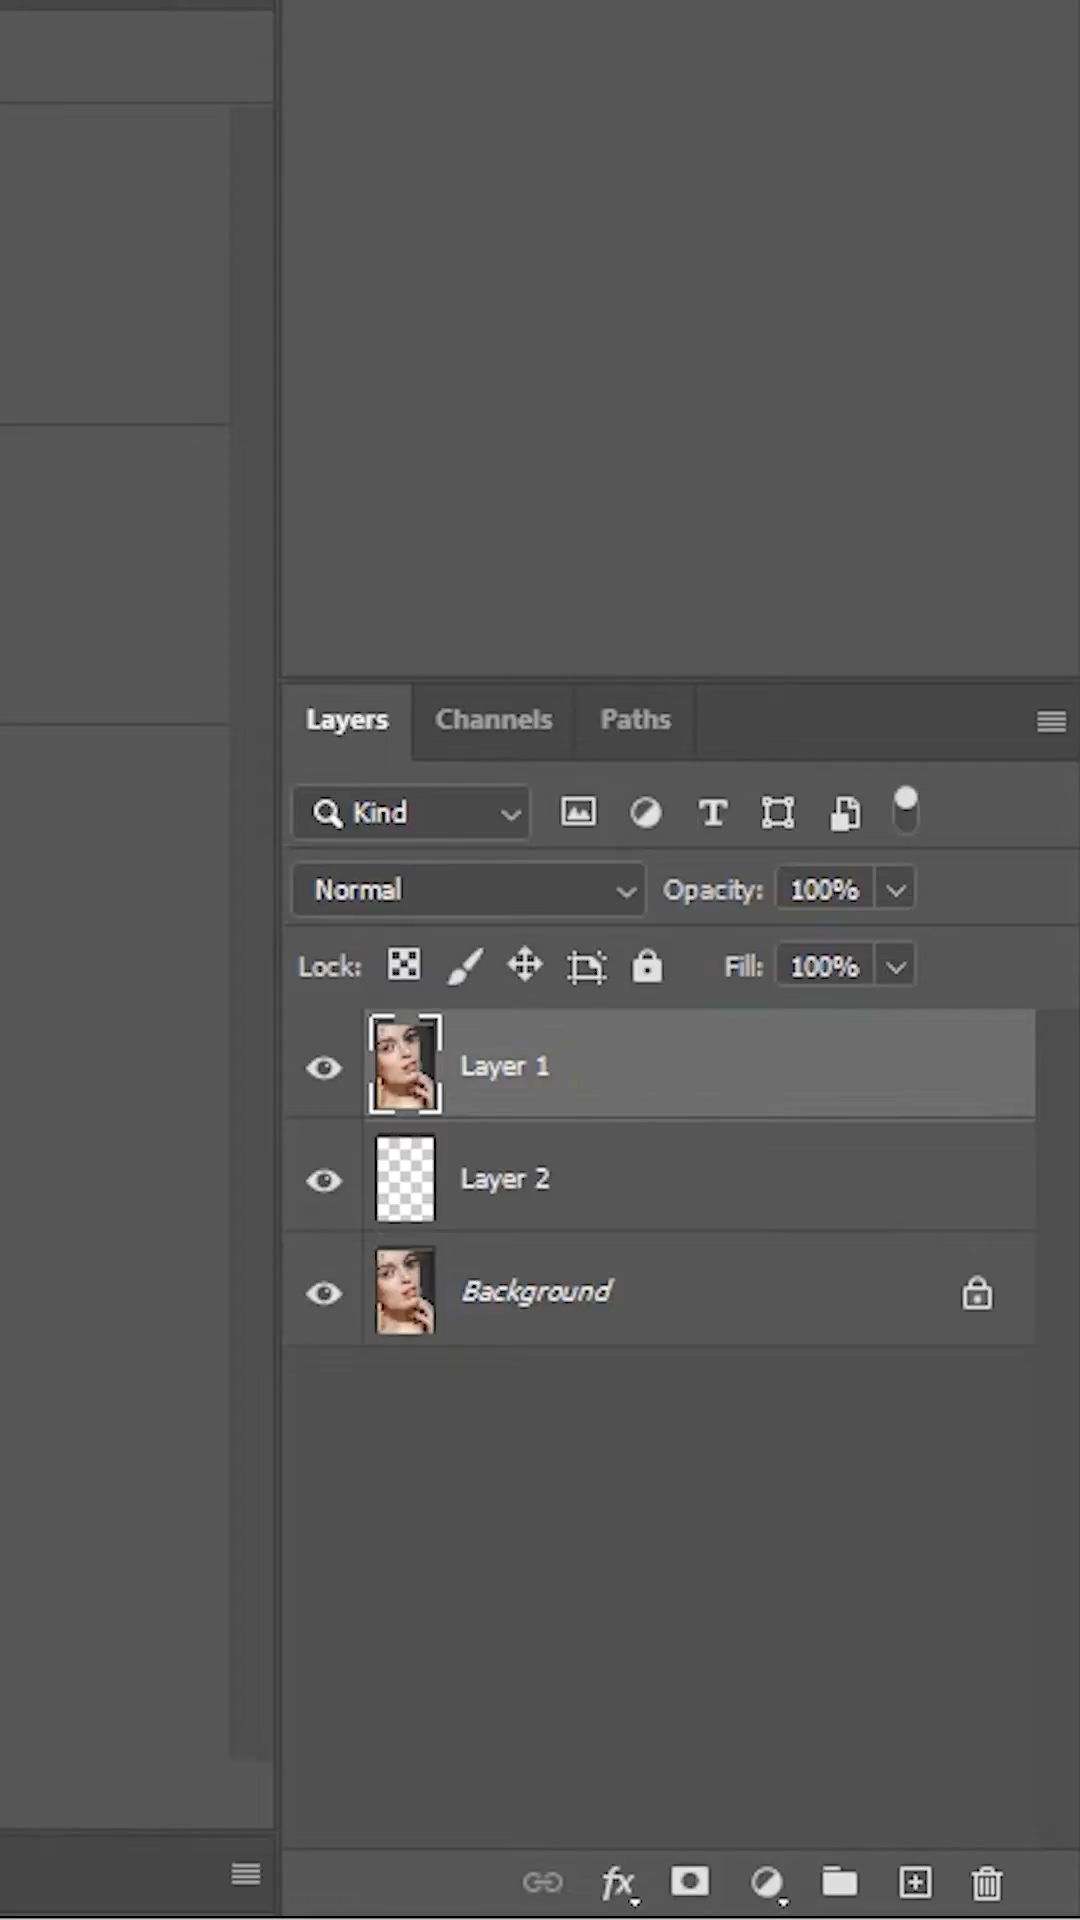 Layers Channels Paths
Kind
Normal Opacity: 100%
Lock: Fill: 100%
Layer 1
Layer 2
Background
fx